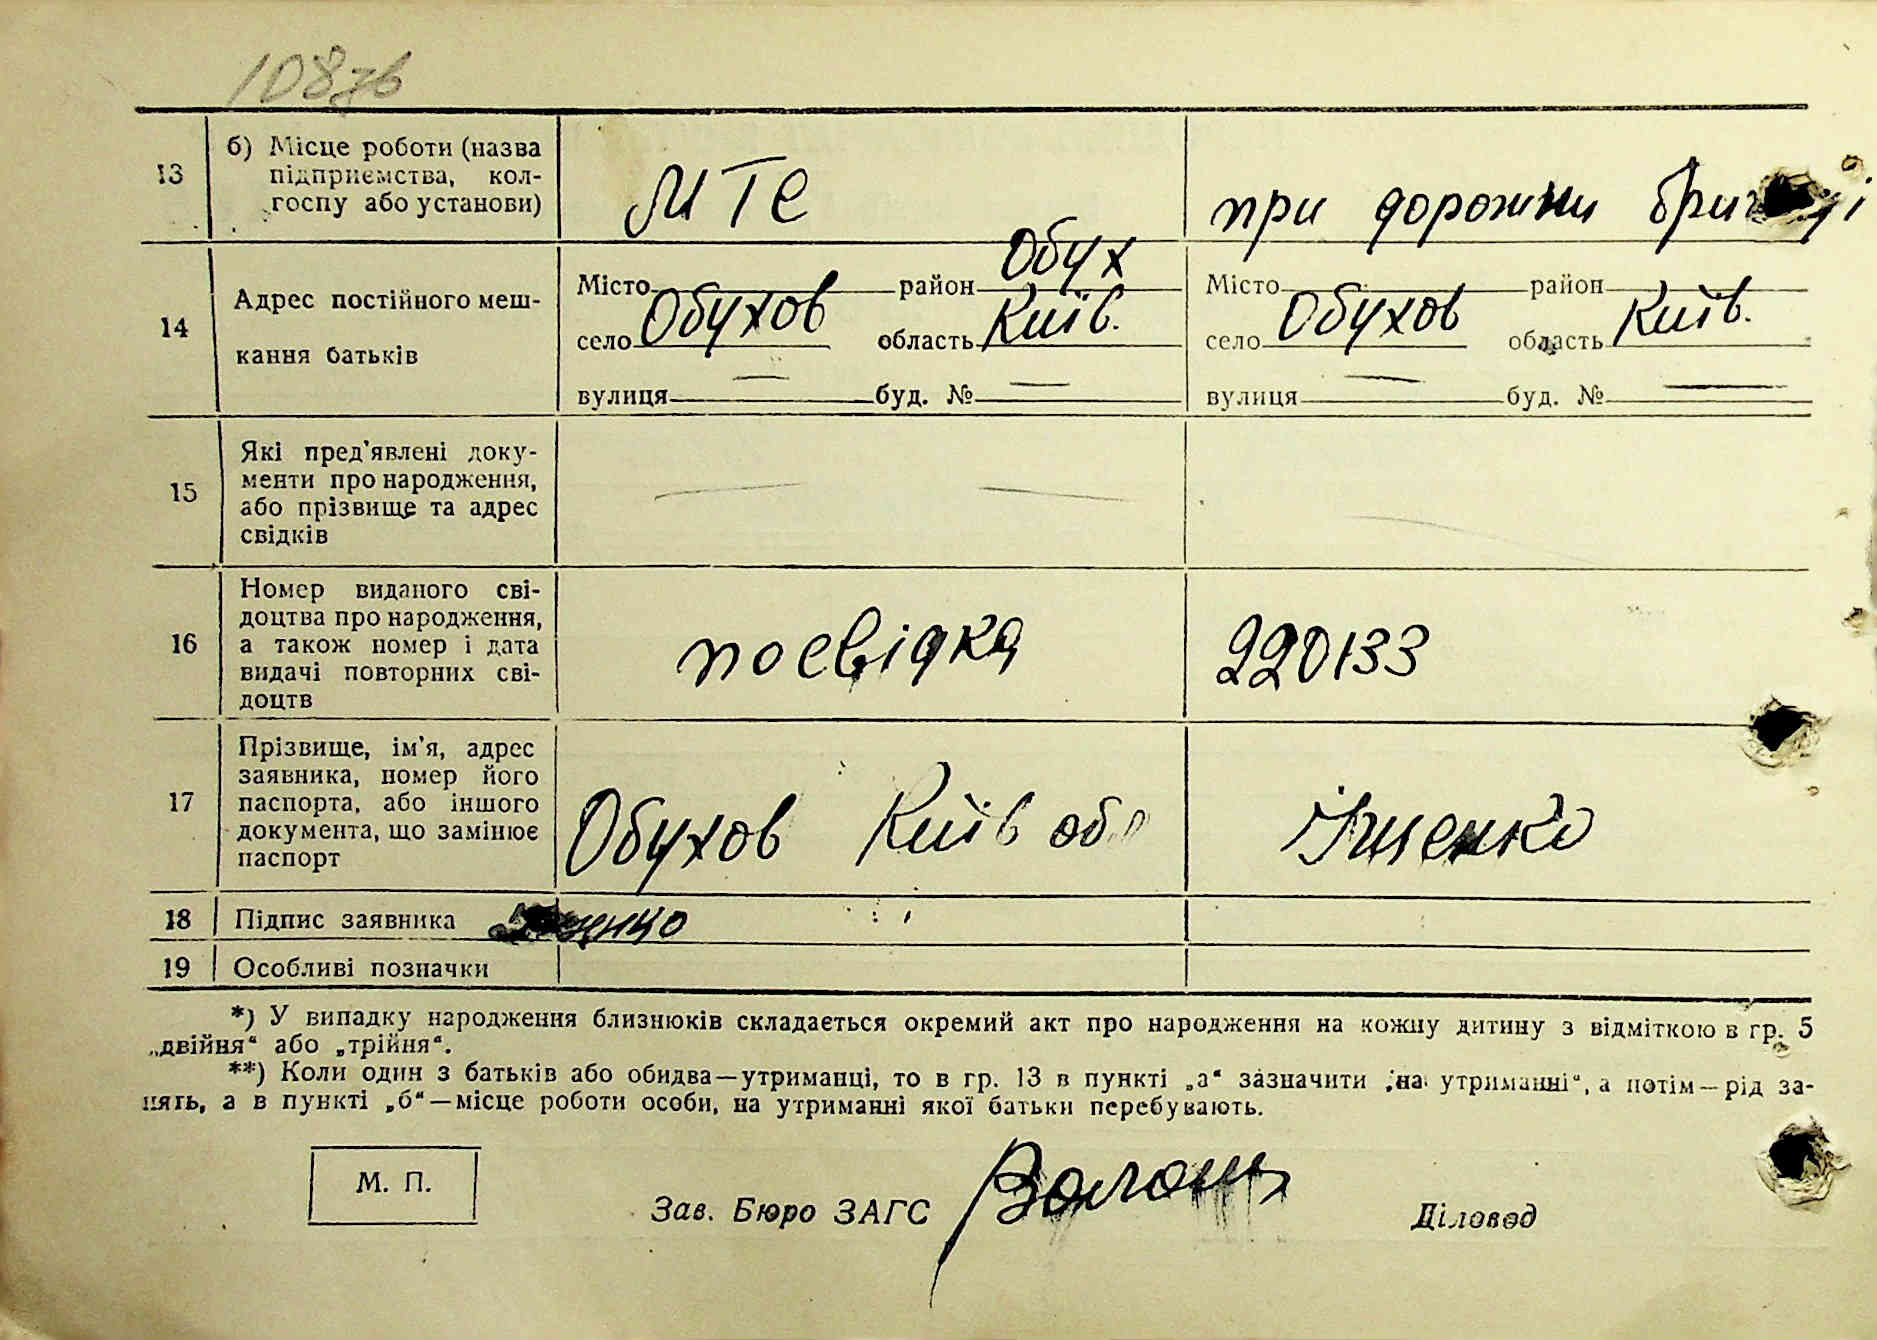 108зв
13 б) Місце роботи (назва
підприємства, кол-
госпу або установи)
МТС
при дорожни бригаді
14 Адрес постійного меш-
кання батьків
Місто район Обух
село Обухов область Київ.
вулиця — буд. № —
Місто район
село Обухов область Київ.
вулиця — буд. № —
15 Які пред'явлені доку-
менти про народження,
або прізвище та адрес
свідків
16 Номер виданого сві-
доцтва про народження,
а також номер і дата
видачі повторних сві-
доцтв
посвідка 220133
17 Прізвище, ім'я, адрес
заявника, номер його
паспорта, або іншого
документа, що замінює
паспорт
Обухов Київ обл Іщенко
18 Підпис заявника
19 Особливі позначки
*) У випадку народження близнюків складається окремий акт про народження на кожну дитину з відміткою в гр. 5
„двійня“ або „трійня“.
**) Коли один з батьків або обидва—утриманці, то в гр. 13 в пункті „а“ зазначити „на утриманні“, а потім—рід за-
нять, а в пункті „б“—місце роботи особи, на утриманні якої батьки перебувають.
М. П.
Зав. Бюро ЗАГС
Діловод